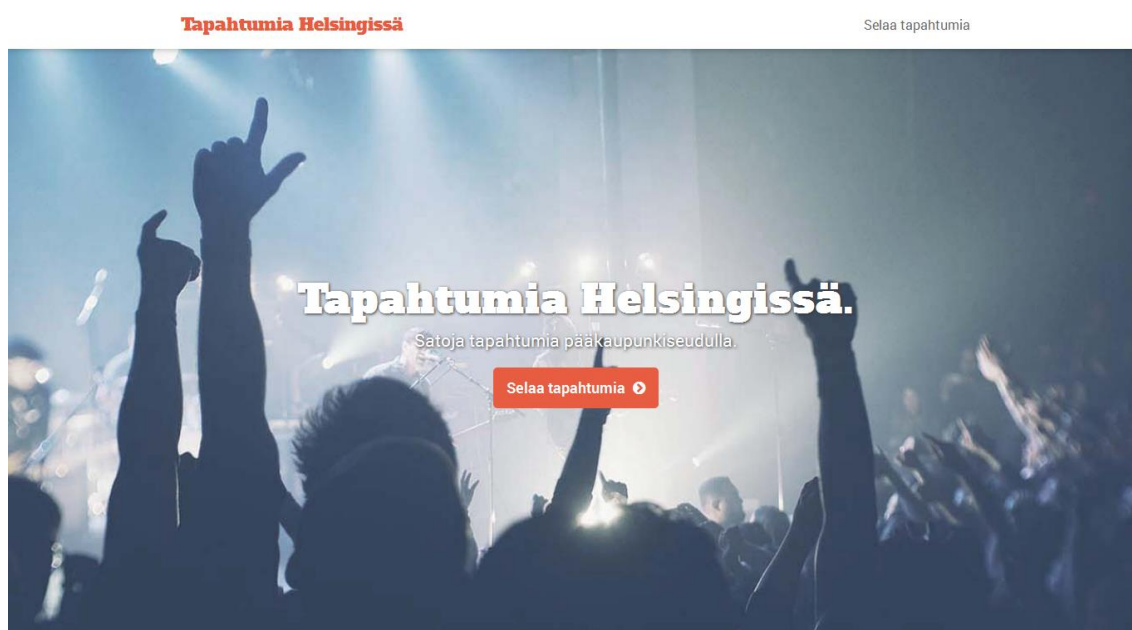 Tapahtumia Helsingissä
Selaa tapahtumia
Tapahtumia Helsingissä.
Satoja tapahtumia pääkaupunkiseudulla.
Selaa tapahtumia